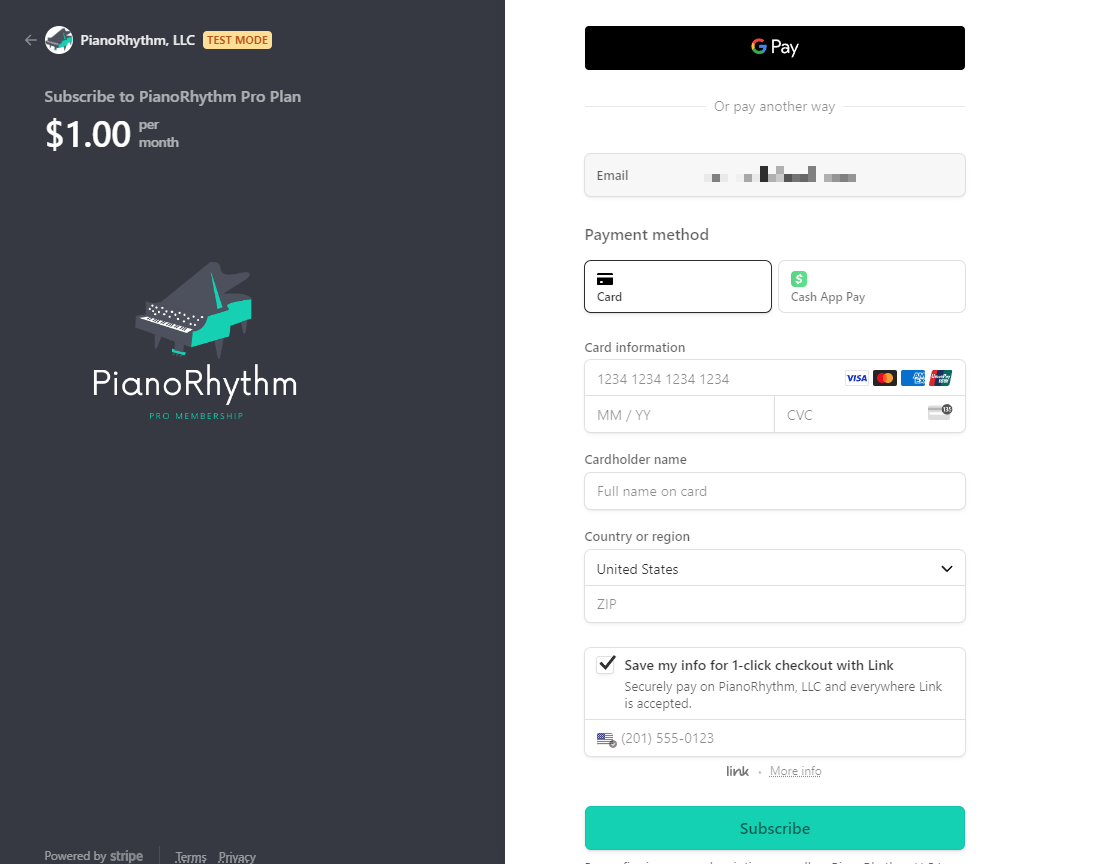 PianoRhythm, LLC TEST MODE
Subscribe to PianoRhythm Pro Plan
$1.00 per
month
PianoRhythm
PRO MEMBERSHIP
Powered by stripe Terms Privacy
G Pay
Or pay another way
Email
Payment method
Card
$
Cash App Pay
Card information
1234 1234 1234 1234 VISA
MM / YY CVC 135
Cardholder name
Full name on card
Country or region
United States
ZIP
Save my info for 1-click checkout with Link
Securely pay on PianoRhythm, LLC and everywhere Link
is accepted.
(201) 555-0123
link · More info
Subscribe